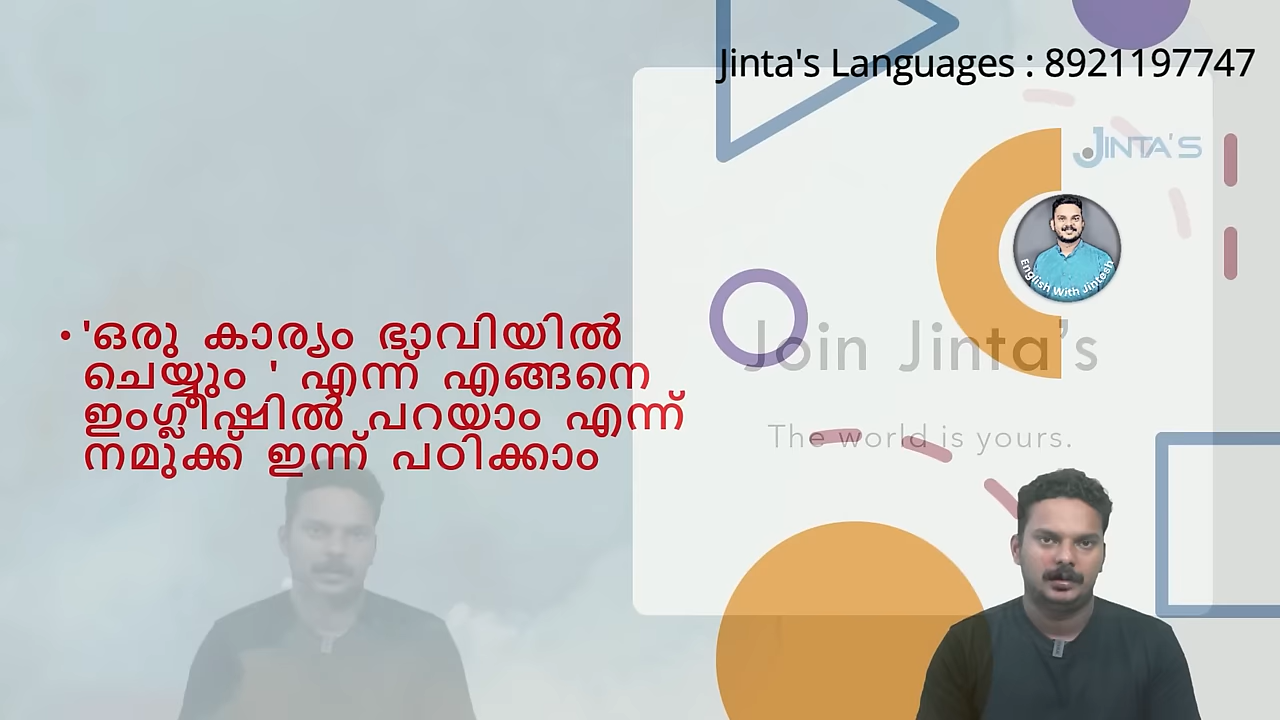 Jinta's Languages : 8921197747
JINTA'S
English With Jintesh
• 'ഒരു കാര്യം ഭാവിയിൽ
ചെയ്യും ' എന്ന് എങ്ങനെ
ഇംഗ്ലീഷിൽ പറയാം എന്ന്
നമുക്ക് ഇന്ന് പഠിക്കാം
Join Jinta's
The world is yours.